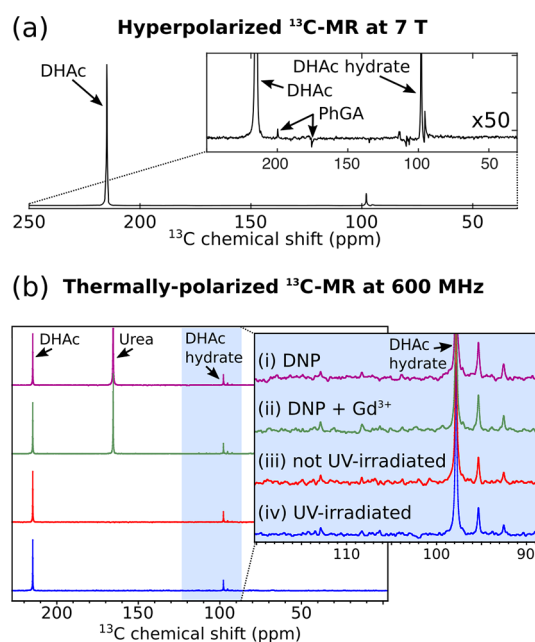 (a) Hyperpolarized ¹³C-MR at 7 T
DHAc
DHAc hydrate
DHAc
PhGA
x50
200 150 100 50
250 200 150 100 50
¹³C chemical shift (ppm)
(b) Thermally-polarized ¹³C-MR at 600 MHz
DHAc Urea DHAc hydrate
DHAc hydrate
(i) DNP
(ii) DNP + Gd³⁺
(iii) not UV-irradiated
(iv) UV-irradiated
110 100 90
200 150 100 50
¹³C chemical shift (ppm)